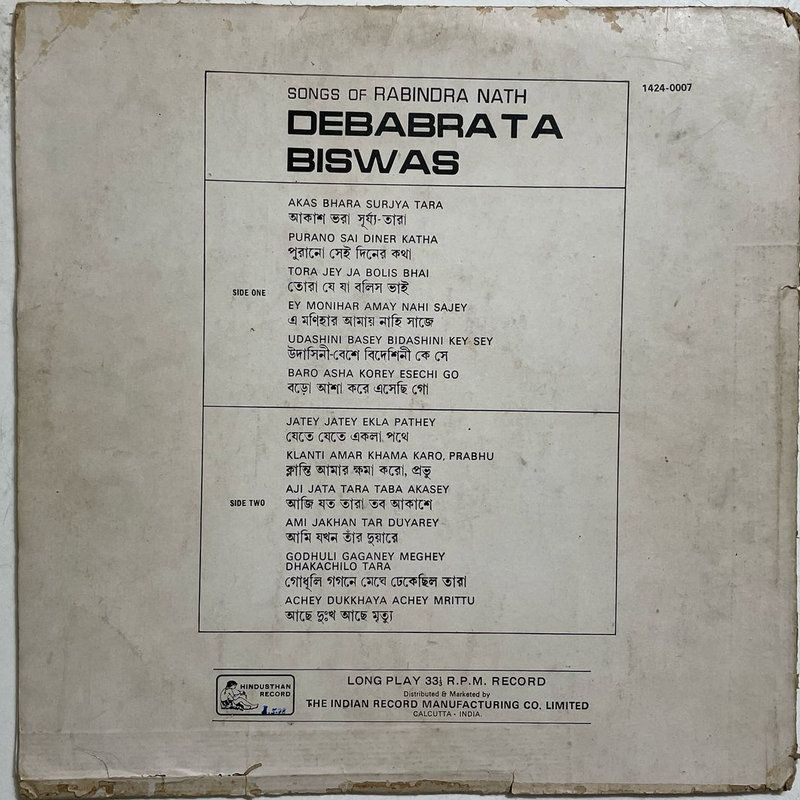 1424-0007
SONGS OF RABINDRA NATH
DEBABRATA
BISWAS
SIDE ONE
AKAS BHARA SURJYA TARA
আকাশ ভরা সূর্য্য-তারা
PURANO SAI DINER KATHA
পুরানো সেই দিনের কথা
TORA JEY JA BOLIS BHAI
তোরা যে যা বলিস ভাই
EY MONIHAR AMAY NAHI SAJEY
এ মণিহার আমায় নাহি সাজে
UDASHINI BASEY BIDASHINI KEY SEY
উদাসিনী-বেশে বিদেশিনী কে সে
BARO ASHA KOREY ESECHI GO
বড়ো আশা করে এসেছি গো
SIDE TWO
JATEY JATEY EKLA PATHEY
যেতে যেতে একলা পথে
KLANTI AMAR KHAMA KARO, PRABHU
ক্লান্তি আমার ক্ষমা করো, প্রভু
AJI JATA TARA TABA AKASEY
আজি যত তারা তব আকাশে
AMI JAKHAN TAR DUYAREY
আমি যখন তাঁর দুয়ারে
GODHULI GAGANEY MEGHEY
DHAKACHILO TARA
গোধূলি গগনে মেঘে ঢেকেছিল তারা
ACHEY DUKKHAYA ACHEY MRITTU
আছে দুঃখ আছে মৃত্যু
HINDUSTHAN
RECORD
LONG PLAY 33⅓ R.P.M. RECORD
Distributed & Marketed by
THE INDIAN RECORD MANUFACTURING CO. LIMITED
CALCUTTA - INDIA.